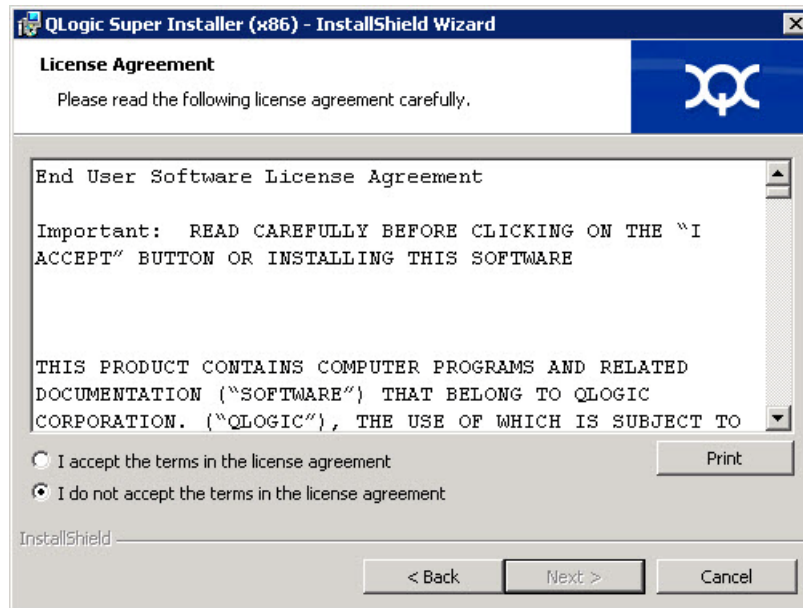 QLogic Super Installer (x86) - InstallShield Wizard
License Agreement
Please read the following license agreement carefully.
End User Software License Agreement
Important:  READ CAREFULLY BEFORE CLICKING ON THE “I
ACCEPT” BUTTON OR INSTALLING THIS SOFTWARE
THIS PRODUCT CONTAINS COMPUTER PROGRAMS AND RELATED
DOCUMENTATION (“SOFTWARE”) THAT BELONG TO QLOGIC
CORPORATION. (“QLOGIC”), THE USE OF WHICH IS SUBJECT TO
I accept the terms in the license agreement
Print
I do not accept the terms in the license agreement
InstallShield
< Back
Next >
Cancel